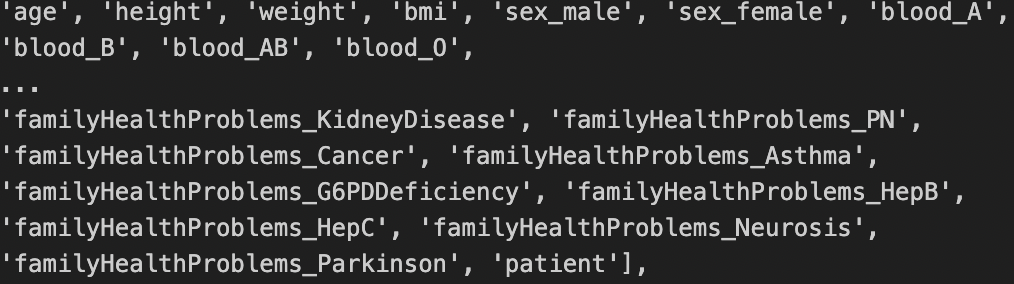 'age', 'height', 'weight', 'bmi', 'sex_male', 'sex_female', 'blood_A',
'blood_B', 'blood_AB', 'blood_O',
...
'familyHealthProblems_KidneyDisease', 'familyHealthProblems_PN',
'familyHealthProblems_Cancer', 'familyHealthProblems_Asthma',
'familyHealthProblems_G6PDDeficiency', 'familyHealthProblems_HepB',
'familyHealthProblems_HepC', 'familyHealthProblems_Neurosis',
'familyHealthProblems_Parkinson', 'patient'],